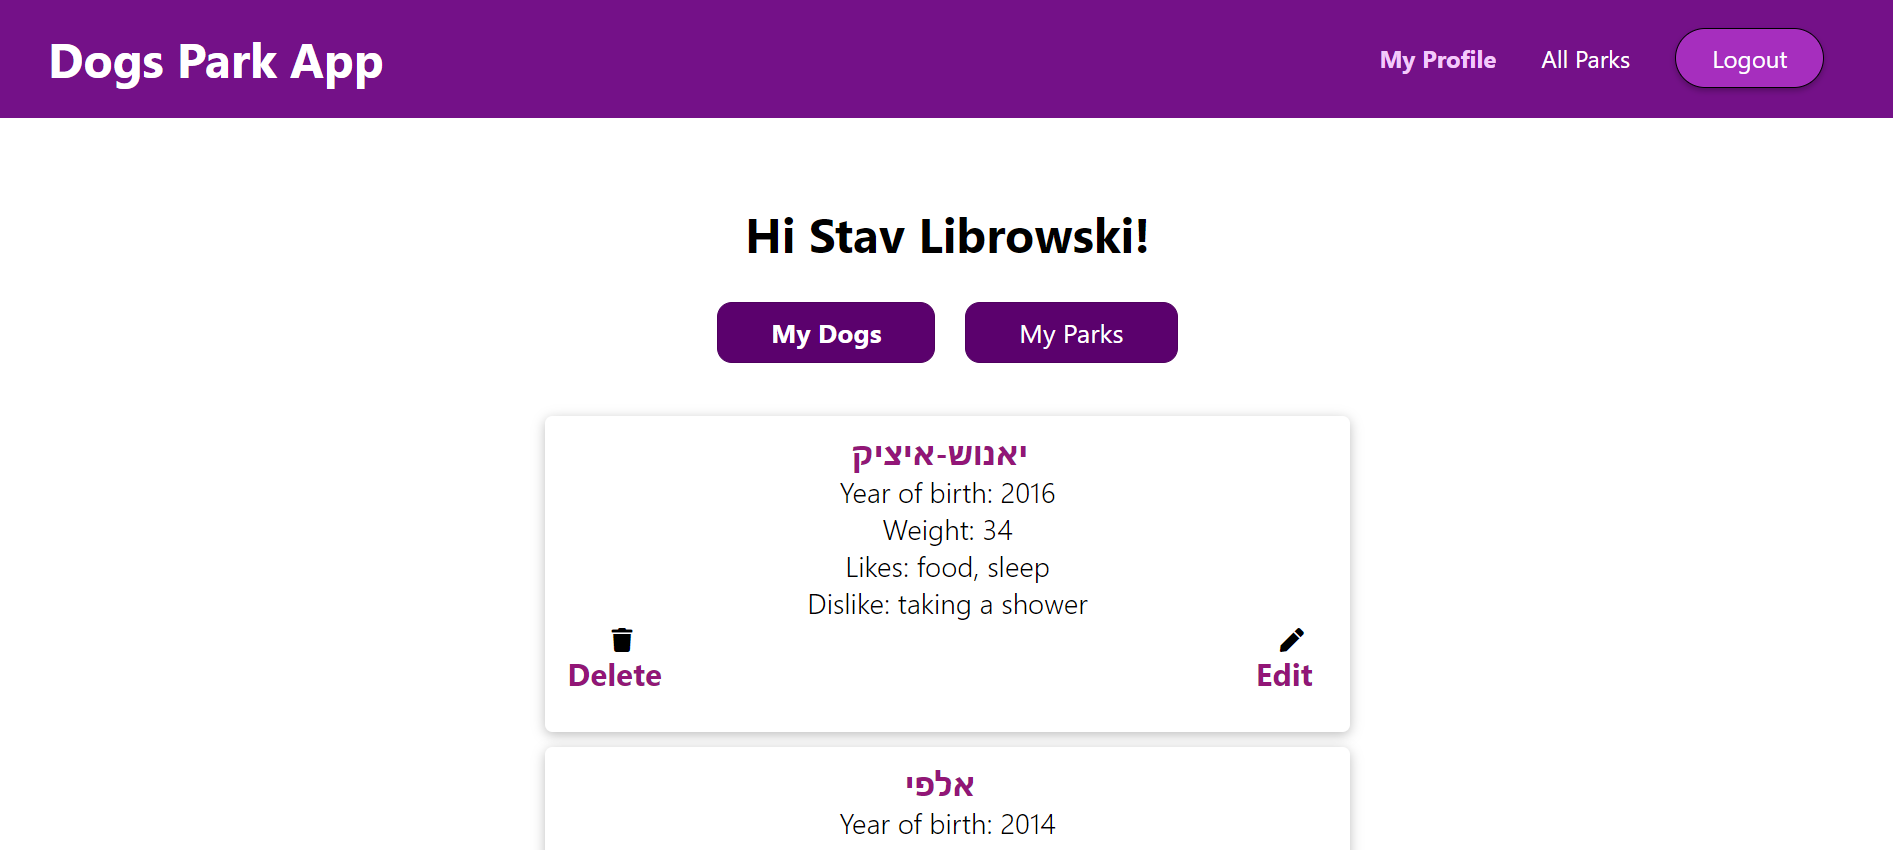 Dogs Park App
My Profile
All Parks
Logout
Hi Stav Librowski!
My Dogs
My Parks
יאנוש-איציק
Year of birth: 2016
Weight: 34
Likes: food, sleep
Dislike: taking a shower
Delete
Edit
אלפי
Year of birth: 2014